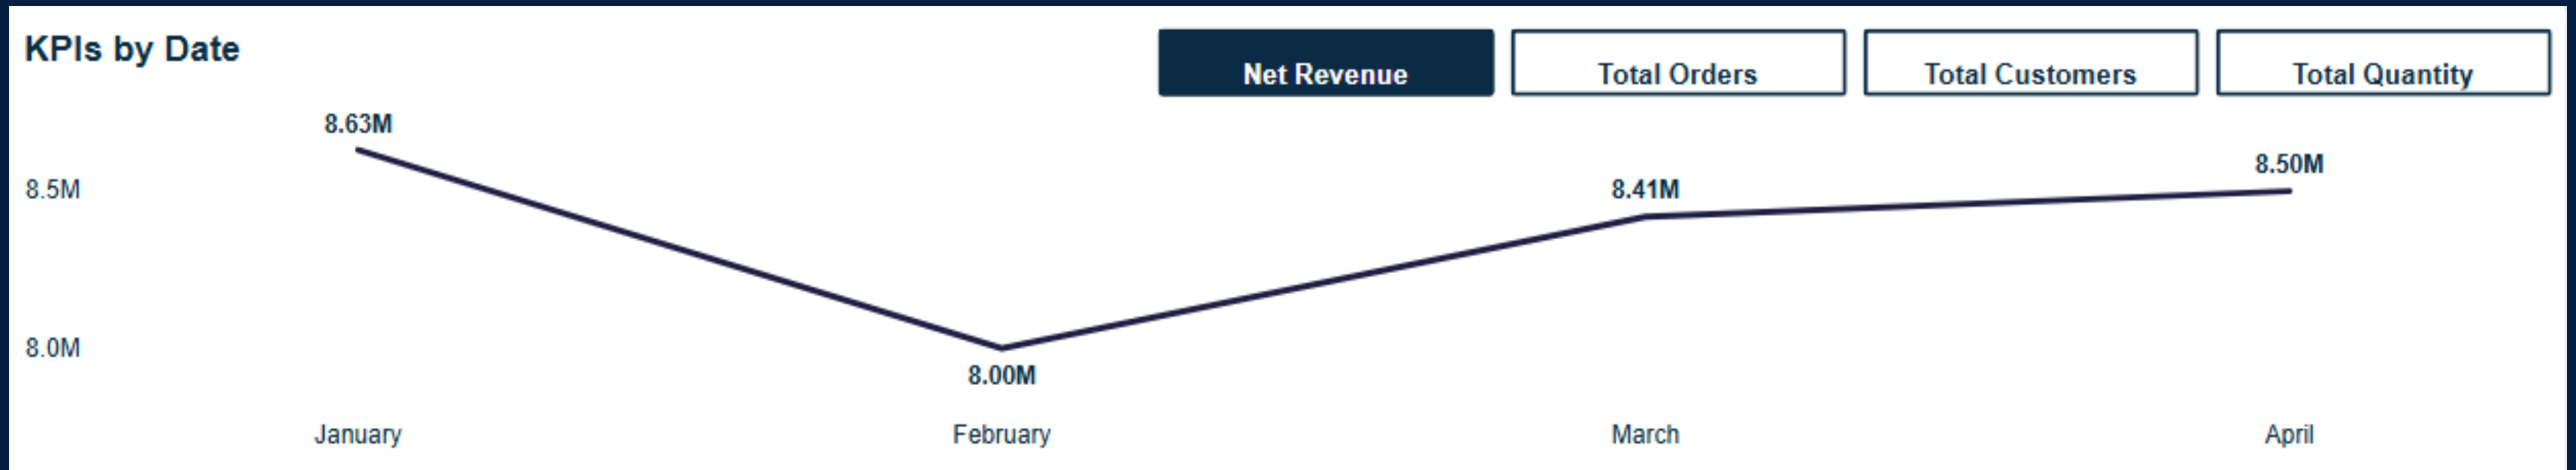 KPIs by Date
Net Revenue
Total Orders
Total Customers
Total Quantity
8.63M
8.50M
8.5M
8.41M
8.0M
8.00M
January
February
March
April